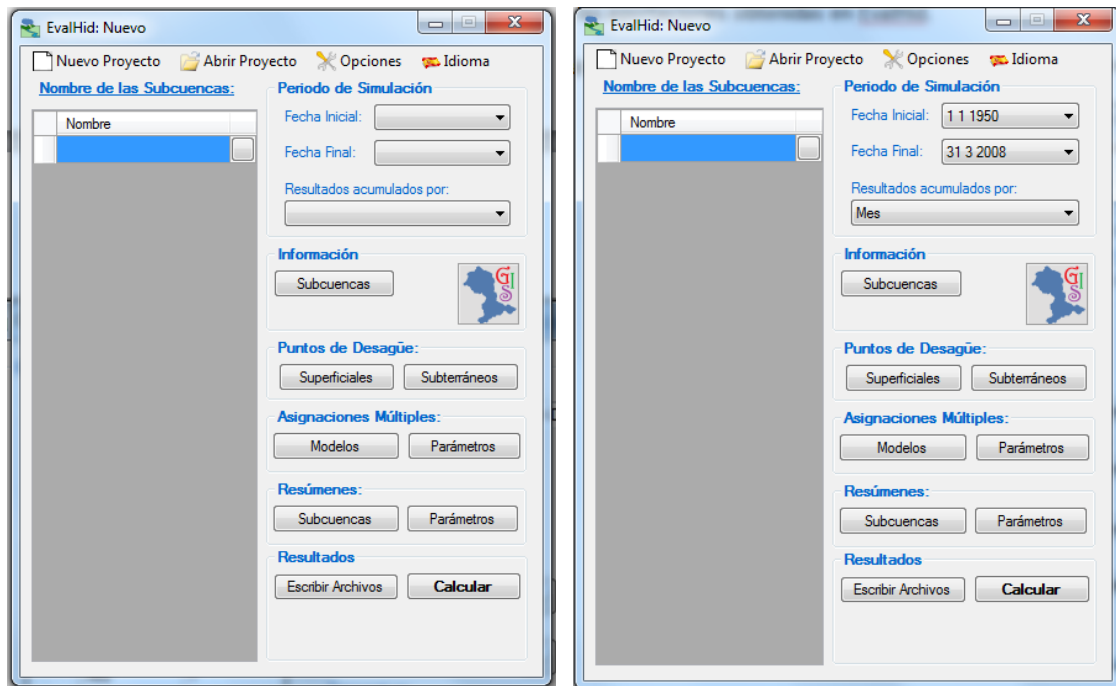 EvalHid: Nuevo
Nuevo Proyecto Abrir Proyecto Opciones Idioma
Nombre de las Subcuencas:
Nombre
Periodo de Simulación
Fecha Inicial:
Fecha Final:
Resultados acumulados por:
Información
Subcuencas
GIS
Puntos de Desagüe:
Superficiales Subterráneos
Asignaciones Múltiples:
Modelos Parámetros
Resúmenes:
Subcuencas Parámetros
Resultados
Escribir Archivos Calcular
EvalHid: Nuevo
Nuevo Proyecto Abrir Proyecto Opciones Idioma
Nombre de las Subcuencas:
Nombre
Periodo de Simulación
Fecha Inicial: 1 1 1950
Fecha Final: 31 3 2008
Resultados acumulados por:
Mes
Información
Subcuencas
GIS
Puntos de Desagüe:
Superficiales Subterráneos
Asignaciones Múltiples:
Modelos Parámetros
Resúmenes:
Subcuencas Parámetros
Resultados
Escribir Archivos Calcular